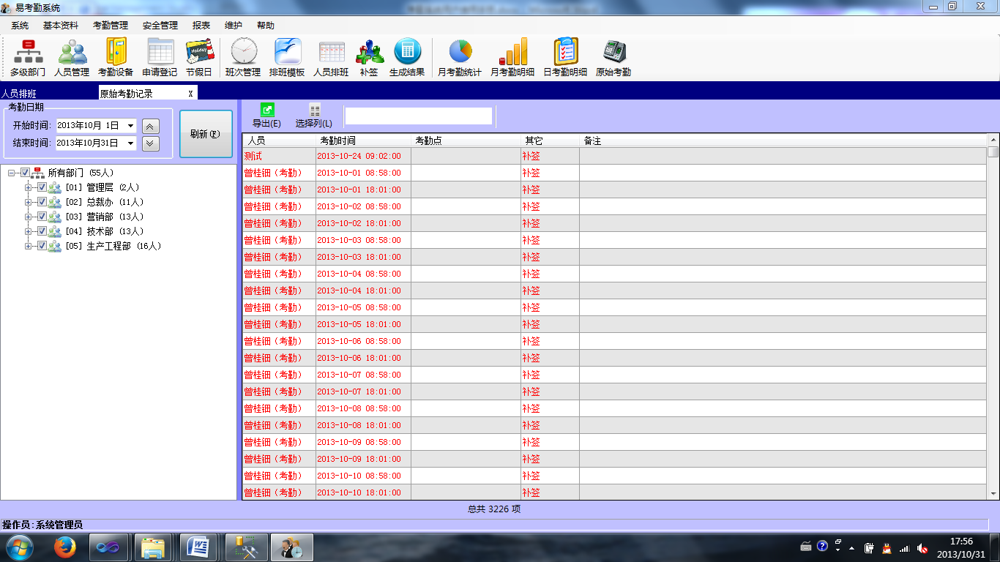 易考勤系统
系统 基本资料 考勤管理 安全管理 报表 维护 帮助
Holiday
多级部门 人员管理 考勤设备 申请登记 节假日 班次管理 排班模板 人员排班 补签 生成结果 月考勤统计 月考勤明细 日考勤明细 原始考勤
人员排班 原始考勤记录 X
考勤日期
开始时间: 2013年10月 1日
结束时间: 2013年10月31日
刷新(F)
导出(E) 选择列(L)
所有部门 (55人)
[01] 管理层 (2人)
[02] 总裁办 (11人)
[03] 营销部 (13人)
[04] 技术部 (13人)
[05] 生产工程部 (16人)
人员 考勤时间 考勤点 其它 备注
测试 2013-10-24 09:02:00 补签
曾桂钿（考勤） 2013-10-01 08:58:00 补签
曾桂钿（考勤） 2013-10-01 18:01:00 补签
曾桂钿（考勤） 2013-10-02 08:58:00 补签
曾桂钿（考勤） 2013-10-02 18:01:00 补签
曾桂钿（考勤） 2013-10-03 08:58:00 补签
曾桂钿（考勤） 2013-10-03 18:01:00 补签
曾桂钿（考勤） 2013-10-04 08:58:00 补签
曾桂钿（考勤） 2013-10-04 18:01:00 补签
曾桂钿（考勤） 2013-10-05 08:58:00 补签
曾桂钿（考勤） 2013-10-05 18:01:00 补签
曾桂钿（考勤） 2013-10-06 08:58:00 补签
曾桂钿（考勤） 2013-10-06 18:01:00 补签
曾桂钿（考勤） 2013-10-07 08:58:00 补签
曾桂钿（考勤） 2013-10-07 18:01:00 补签
曾桂钿（考勤） 2013-10-08 08:58:00 补签
曾桂钿（考勤） 2013-10-08 18:01:00 补签
曾桂钿（考勤） 2013-10-09 08:58:00 补签
曾桂钿（考勤） 2013-10-09 18:01:00 补签
曾桂钿（考勤） 2013-10-10 08:58:00 补签
曾桂钿（考勤） 2013-10-10 18:01:00 补签
总共 3226 项
操作员:系统管理员
17:56
2013/10/31